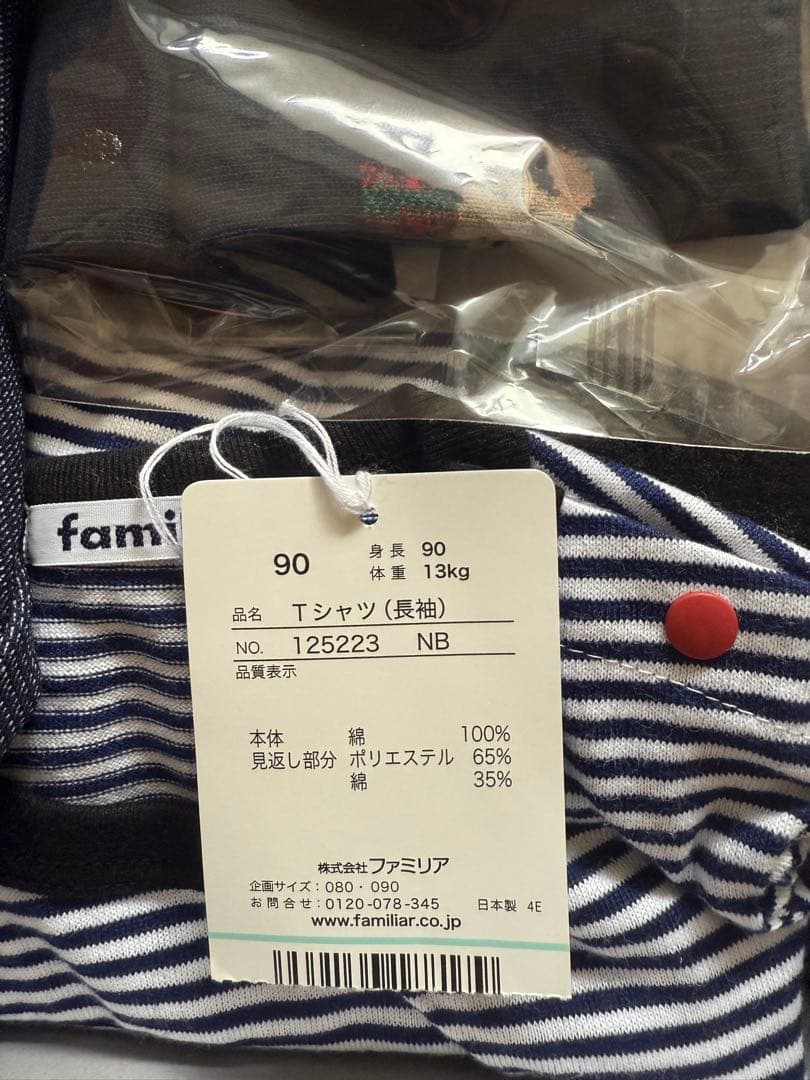 fami
90
身長 90
体重 13kg
品名 Tシャツ(長袖)
NO. 125223 NB
品質表示
本体 綿 100%
見返し部分 ポリエステル 65%
綿 35%
株式会社ファミリア
企画サイズ:080・090
お問合せ:0120-078-345 日本製 4E
www.familiar.co.jp